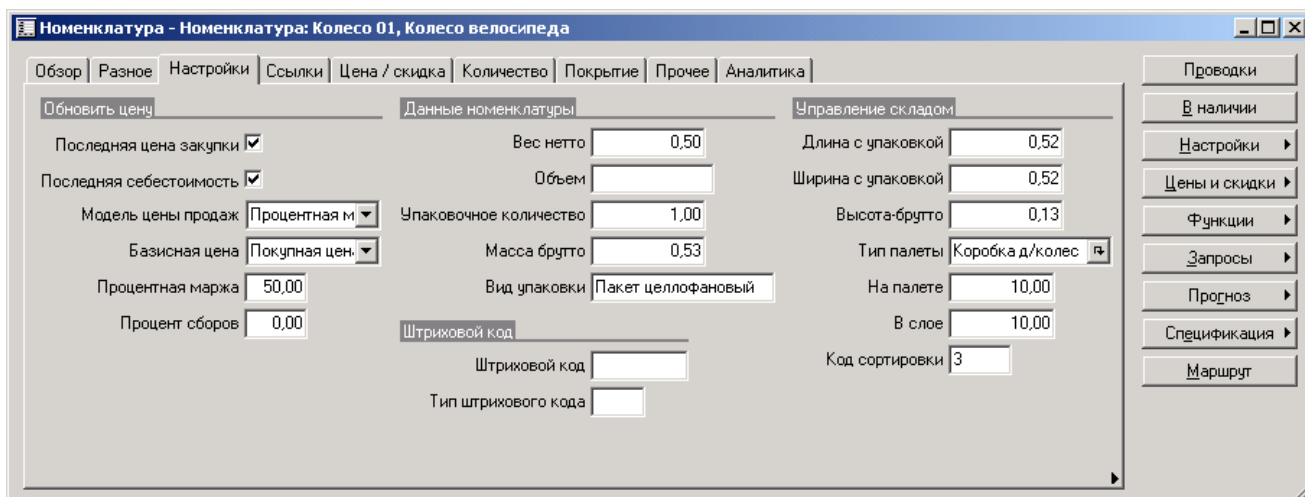 Номенклатура - Номенклатура: Колесо 01, Колесо велосипеда
Обзор Разное Настройки Ссылки Цена / скидка Количество Покрытие Прочее Аналитика
Обновить цену
Последняя цена закупки
Последняя себестоимость
Модель цены продаж Процентная м
Базисная цена Покупная цен
Процентная маржа 50,00
Процент сборов 0,00
Данные номенклатуры
Вес нетто 0,50
Объем
Упаковочное количество 1,00
Масса брутто 0,53
Вид упаковки Пакет целлофановый
Штриховой код
Штриховой код
Тип штрихового кода
Управление складом
Длина с упаковкой 0,52
Ширина с упаковкой 0,52
Высота-брутто 0,13
Тип палеты Коробка д/колес
На палете 10,00
В слое 10,00
Код сортировки 3
Проводки
В наличии
Настройки
Цены и скидки
Функции
Запросы
Прогноз
Спецификация
Маршрут